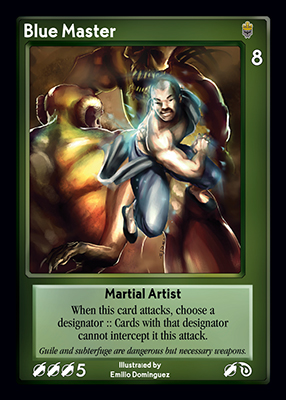 Blue Master
8
Martial Artist
When this card attacks, choose a
designator :: Cards with that designator
cannot intercept it this attack.
Guile and subterfuge are dangerous but necessary weapons.
5
Illustrated by
Emilio Dominguez